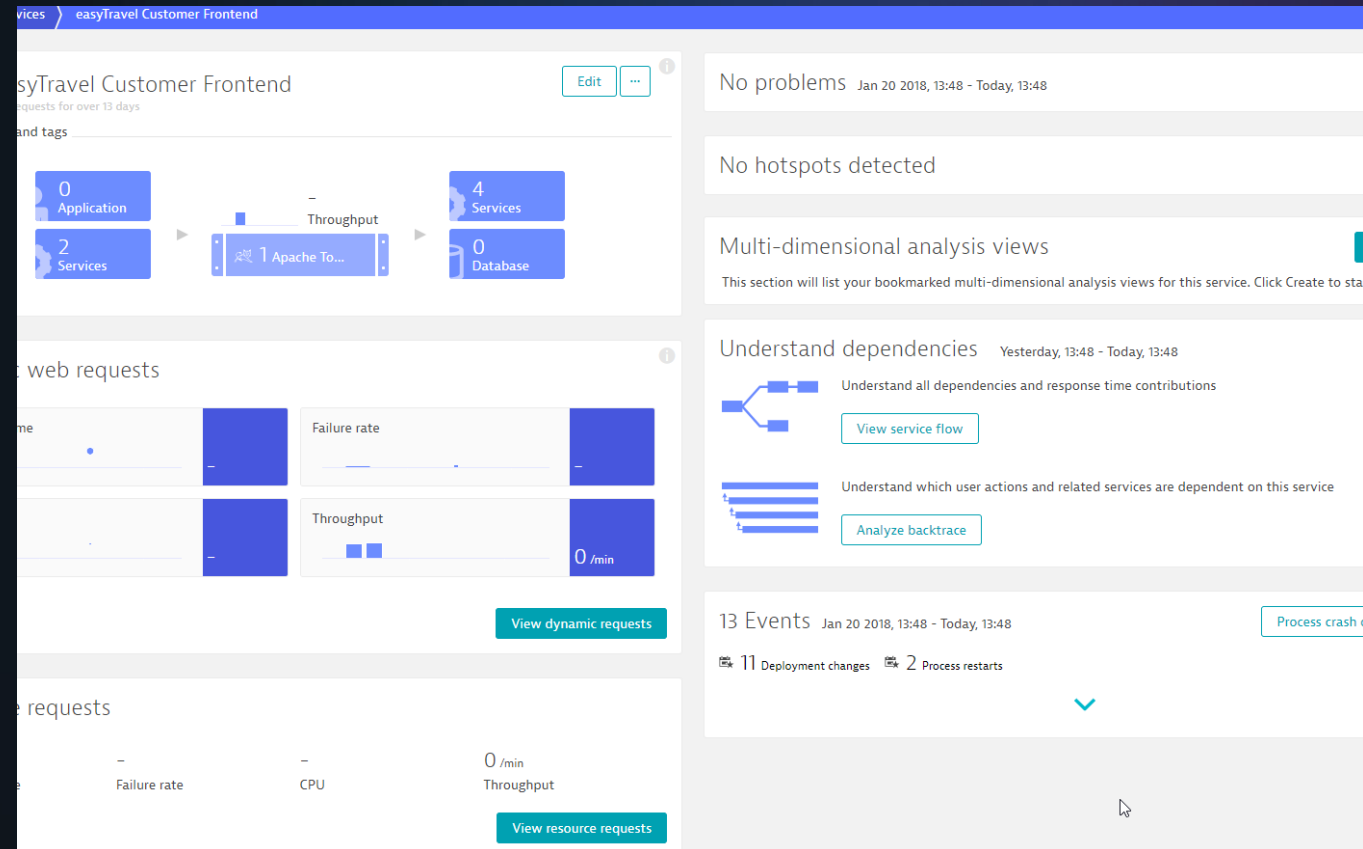 vices
easyTravel Customer Frontend
syTravel Customer Frontend
Edit
...
equests for over 13 days
and tags
0
Application
2
Services
–
Throughput
1 Apache To...
4
Services
0
Database
web requests
me
–
Failure rate
–
–
Throughput
0 /min
View dynamic requests
requests
–
Failure rate
–
CPU
0 /min
Throughput
View resource requests
No problems Jan 20 2018, 13:48 - Today, 13:48
No hotspots detected
Multi-dimensional analysis views
This section will list your bookmarked multi-dimensional analysis views for this service. Click Create to sta
Understand dependencies Yesterday, 13:48 - Today, 13:48
Understand all dependencies and response time contributions
View service flow
Understand which user actions and related services are dependent on this service
Analyze backtrace
13 Events Jan 20 2018, 13:48 - Today, 13:48
Process crash
11 Deployment changes 2 Process restarts